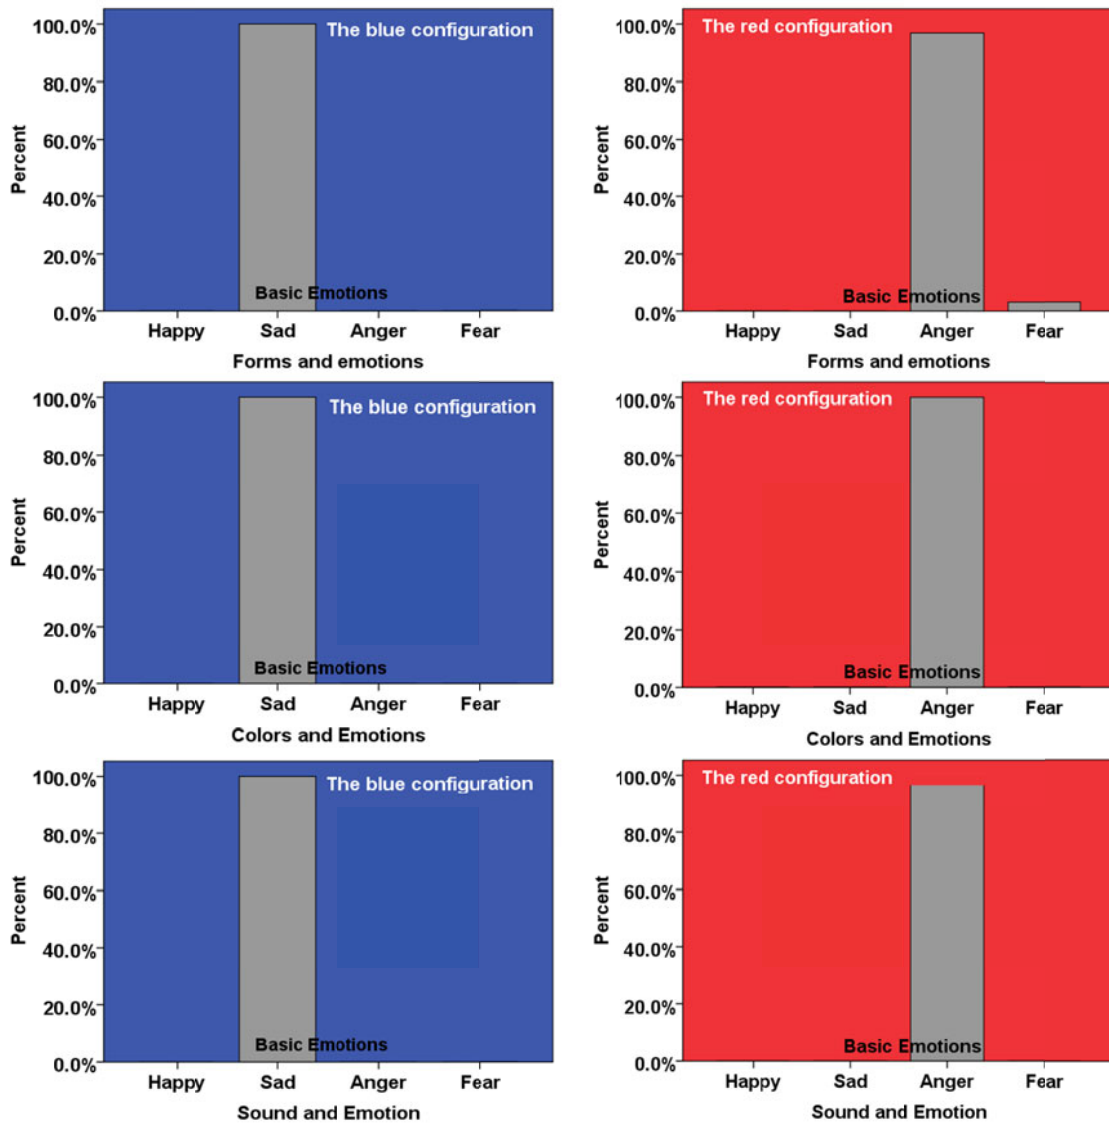 The blue configuration
100.0%
80.0%
60.0%
40.0%
20.0%
0.0%
Percent
Basic Emotions
Happy Sad Anger Fear
Forms and emotions
The red configuration
100.0%
80.0%
60.0%
40.0%
20.0%
0.0%
Percent
Basic Emotions
Happy Sad Anger Fear
Forms and emotions
The blue configuration
100.0%
80.0%
60.0%
40.0%
20.0%
0.0%
Percent
Basic Emotions
Happy Sad Anger Fear
Colors and Emotions
The red configuration
100.0%
80.0%
60.0%
40.0%
20.0%
0.0%
Percent
Basic Emotions
Happy Sad Anger Fear
Colors and Emotions
The blue configuration
100.0%
80.0%
60.0%
40.0%
20.0%
0.0%
Percent
Basic Emotions
Happy Sad Anger Fear
Sound and Emotion
The red configuration
100.0%
80.0%
60.0%
40.0%
20.0%
0.0%
Percent
Basic Emotions
Happy Sad Anger Fear
Sound and Emotion